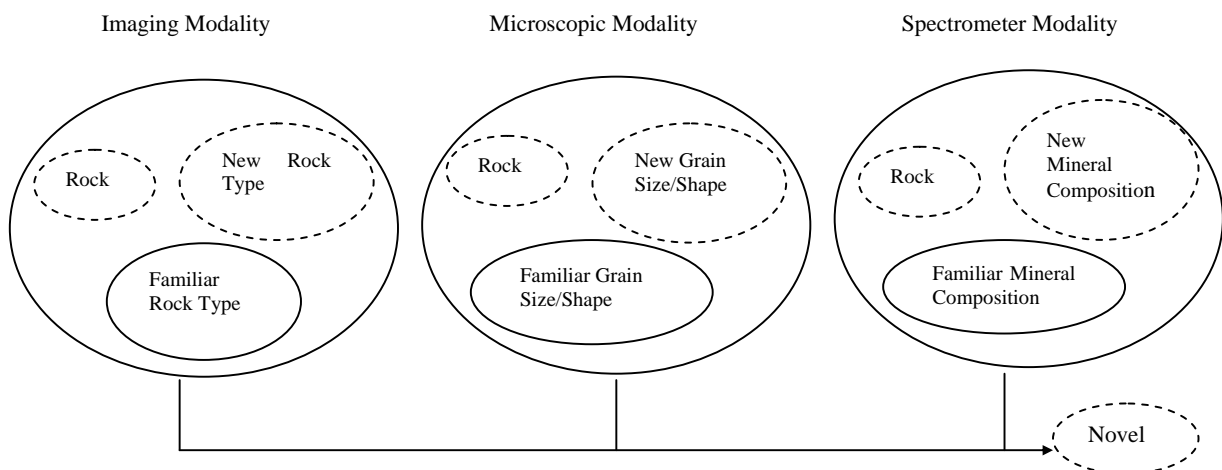 Imaging Modality
Microscopic Modality
Spectrometer Modality
Rock
New Rock
Type
Familiar
Rock Type
Rock
New Grain
Size/Shape
Familiar Grain
Size/Shape
Rock
New
Mineral
Composition
Familiar Mineral
Composition
Novel